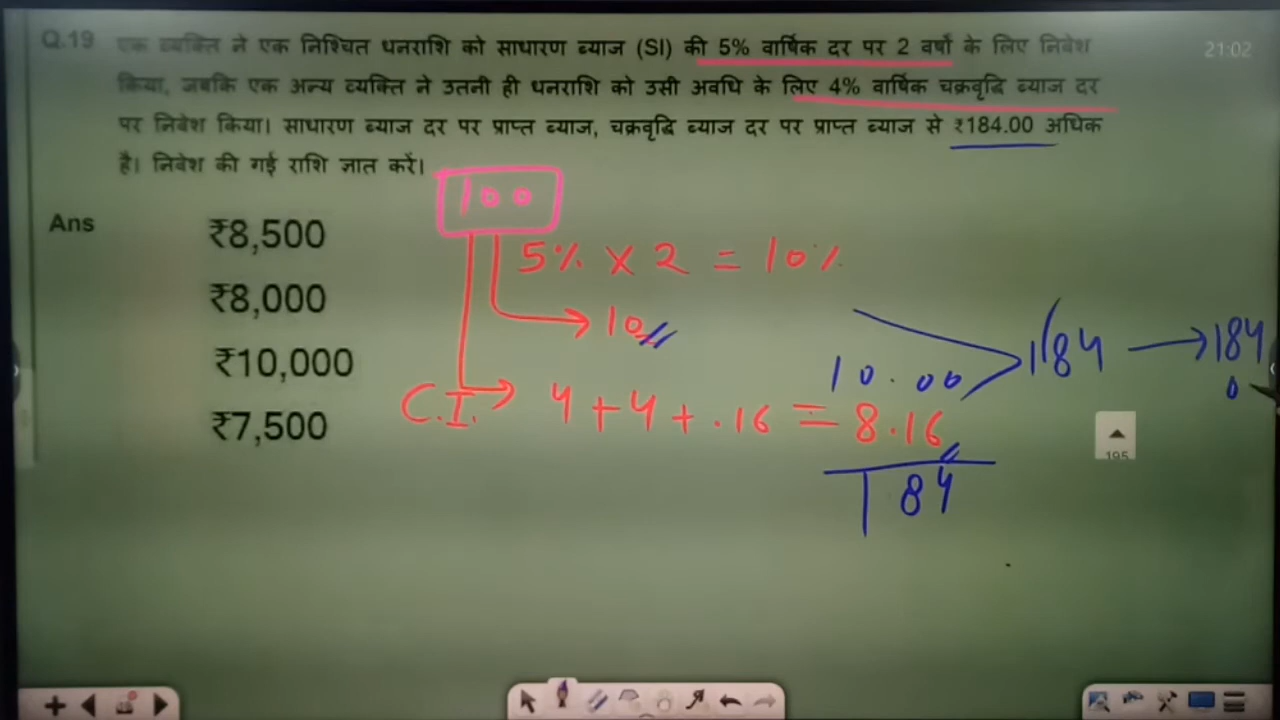 Q.19 एक व्यक्ति ने एक निश्चित धनराशि को साधारण ब्याज (SI) की 5% वार्षिक दर पर 2 वर्षों के लिए निवेश
21:02
किया, जबकि एक अन्य व्यक्ति ने उतनी ही धनराशि को उसी अवधि के लिए 4% वार्षिक चक्रवृद्धि ब्याज दर
पर निवेश किया। साधारण ब्याज दर पर प्राप्त ब्याज, चक्रवृद्धि ब्याज दर पर प्राप्त ब्याज से ₹184.00 अधिक
है। निवेश की गई राशि ज्ञात करें।
100
Ans ₹8,500
5% × 2 = 10%
₹8,000
10
184 → 184
₹10,000
10.00
0
C.I. → 4 + 4 + .16 = 8.16
₹7,500
195
184